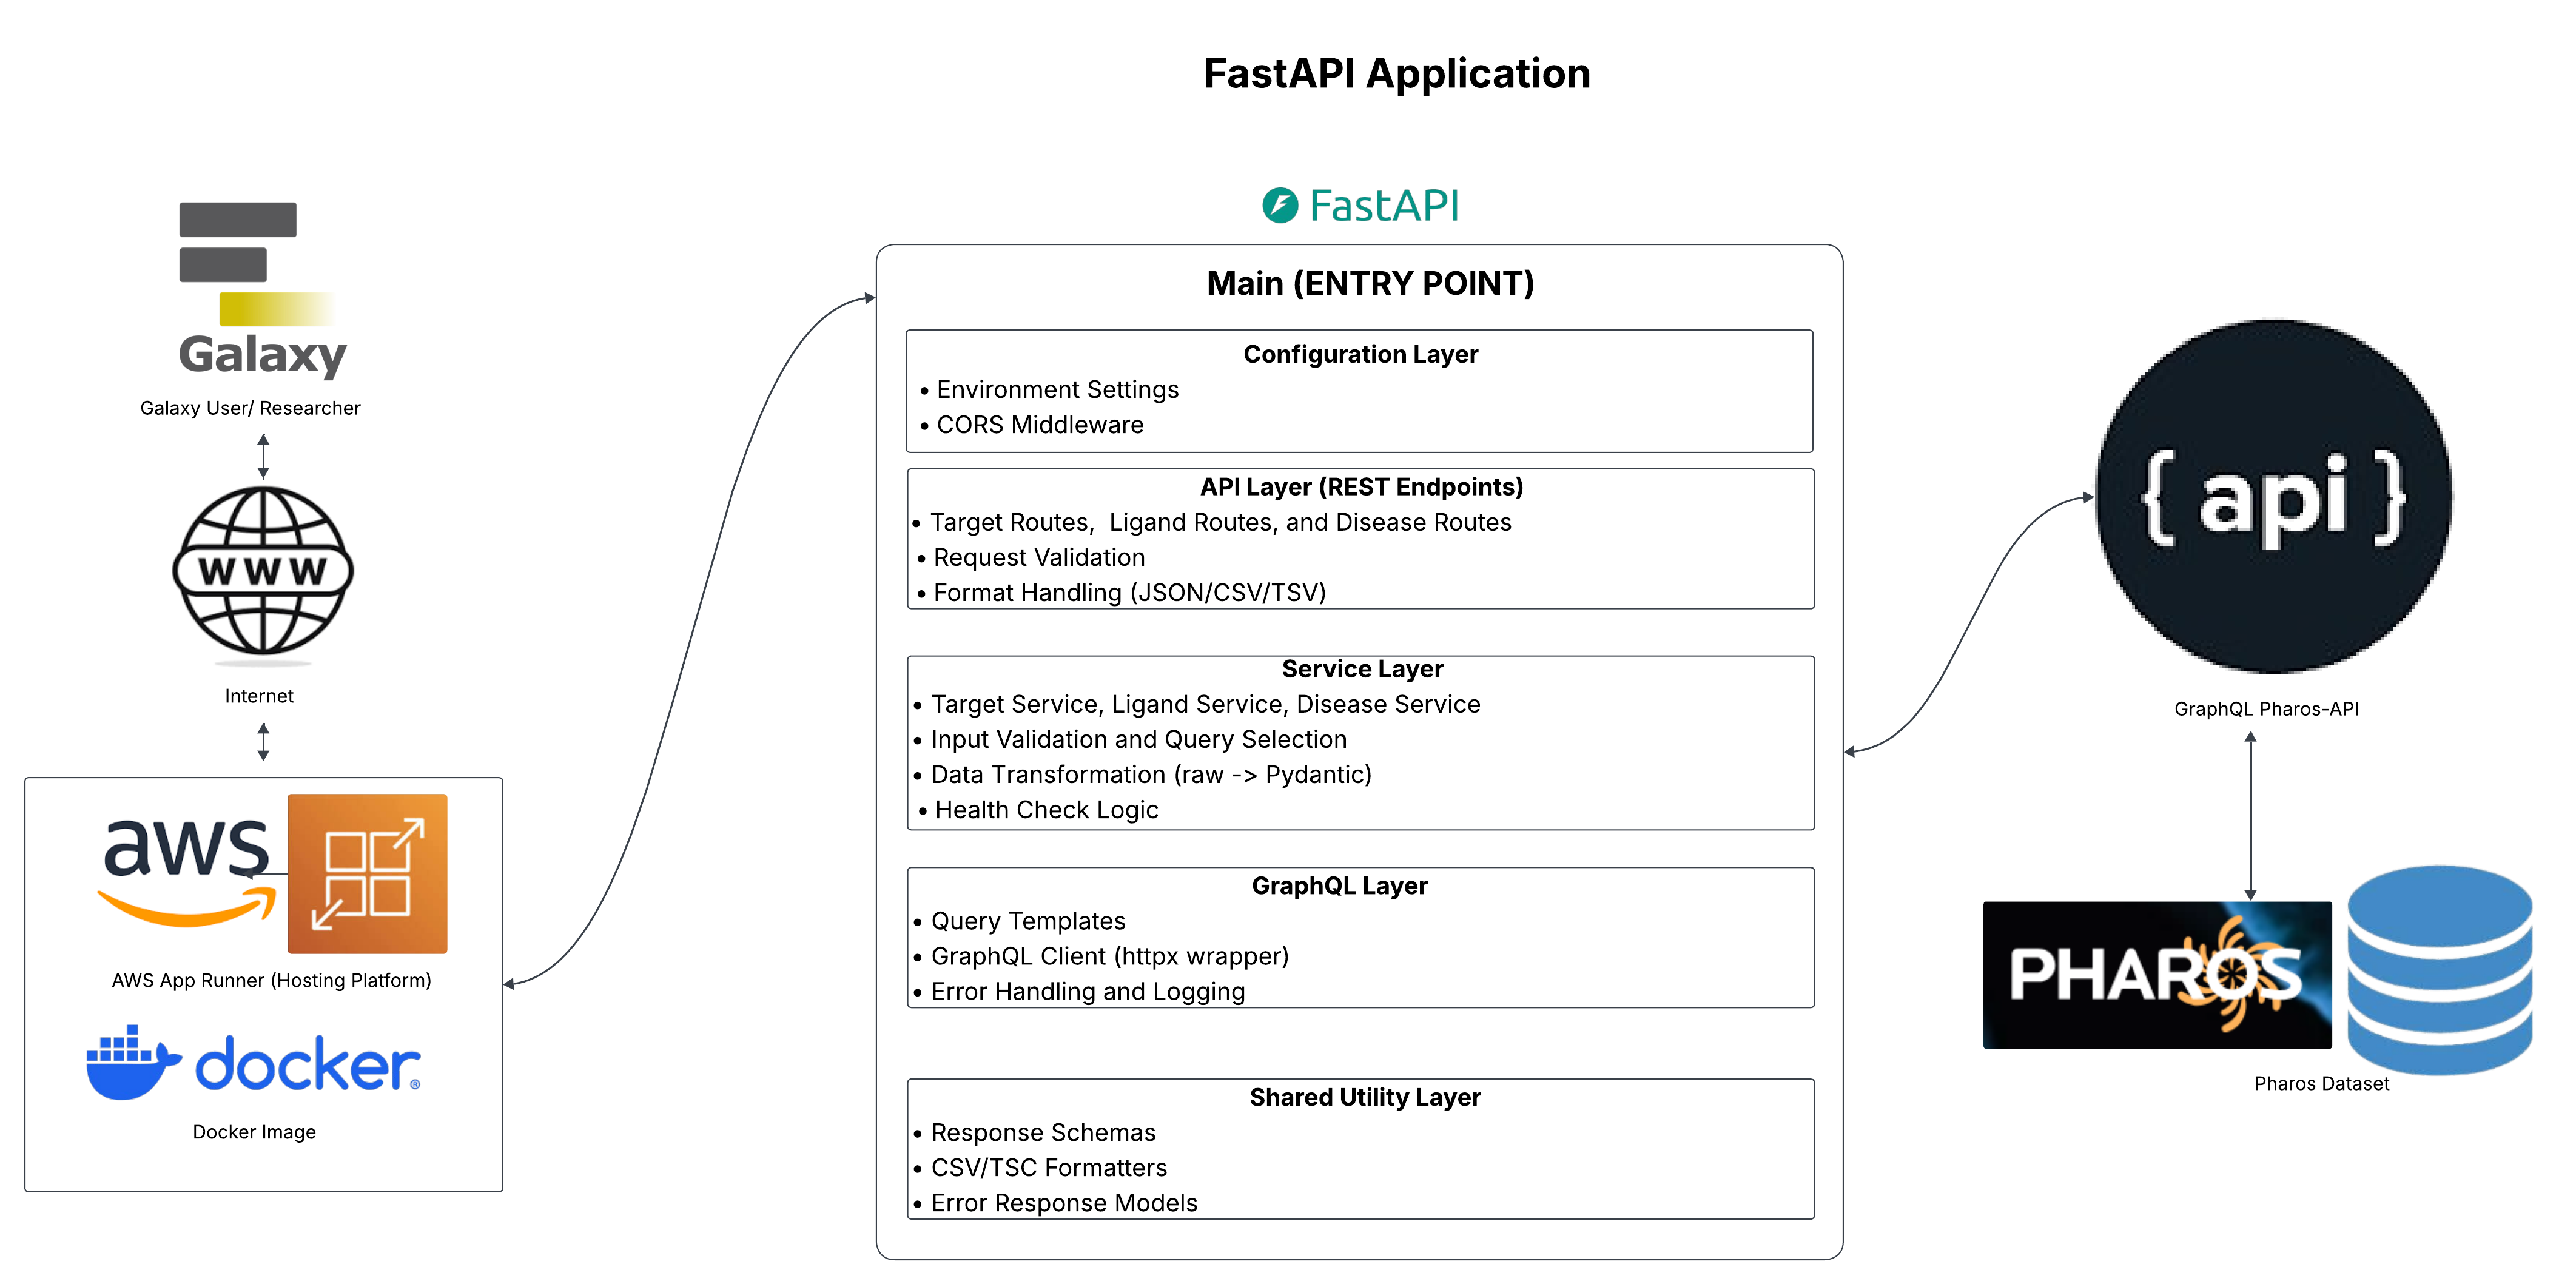 FastAPI Application
Galaxy
Galaxy User/ Researcher
WWW
Internet
aws
AWS App Runner (Hosting Platform)
docker®
Docker Image
FastAPI
Main (ENTRY POINT)
Configuration Layer
• Environment Settings
• CORS Middleware
API Layer (REST Endpoints)
• Target Routes,  Ligand Routes, and Disease Routes
• Request Validation
• Format Handling (JSON/CSV/TSV)
Service Layer
• Target Service, Ligand Service, Disease Service
• Input Validation and Query Selection
• Data Transformation (raw -> Pydantic)
• Health Check Logic
GraphQL Layer
• Query Templates
• GraphQL Client (httpx wrapper)
• Error Handling and Logging
Shared Utility Layer
• Response Schemas
• CSV/TSC Formatters
• Error Response Models
{ api }
GraphQL Pharos-API
PHAROS
Pharos Dataset